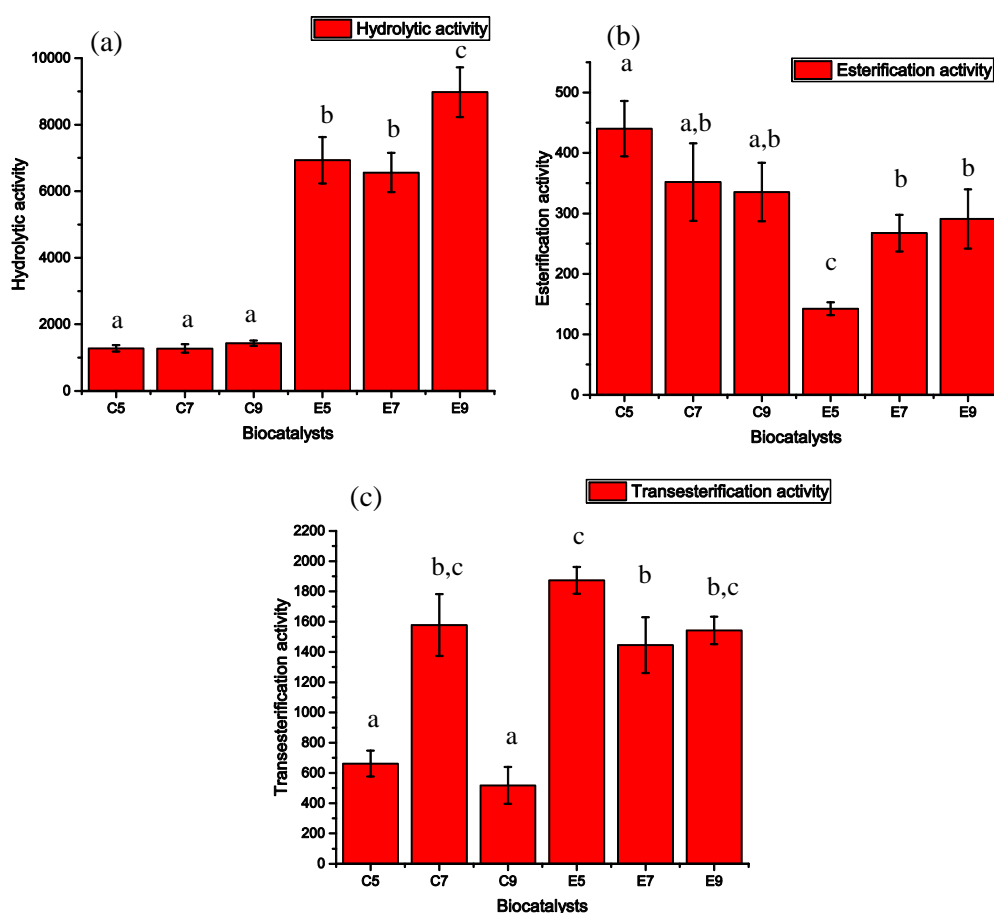 (a)
Hydrolytic activity
c
b
b
a
a
a
10000
8000
6000
4000
2000
0
Hydrolytic activity
C5 C7 C9 E5 E7 E9
Biocatalysts
(b)
Esterification activity
a
a,b
a,b
c
b
b
500
400
300
200
100
0
Esterification activity
C5 C7 C9 E5 E7 E9
Biocatalysts
(c)
Transesterification activity
a
b,c
a
c
b
b,c
2200
2000
1800
1600
1400
1200
1000
800
600
400
200
0
Transesterification activity
C5 C7 C9 E5 E7 E9
Biocatalysts